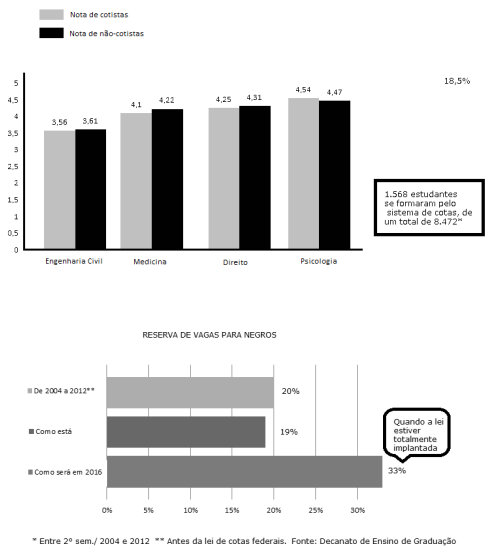 Nota de cotistas
Nota de não-cotistas
18,5%
5
4,5
4
3,5
3
2,5
2
1,5
1
0,5
0
3,56
3,61
4,1
4,22
4,25
4,31
4,54
4,47
Engenharia Civil
Medicina
Direito
Psicologia
1.568 estudantes
se formaram pelo
sistema de cotas, de
um total de 8.472*
RESERVA DE VAGAS PARA NEGROS
De 2004 a 2012**
20%
Como está
19%
Como será em 2016
33%
Quando a lei
estiver
totalmente
implantada
0%
5%
10%
15%
20%
25%
30%
* Entre 2º sem./ 2004 e 2012 ** Antes da lei de cotas federais. Fonte: Decanato de Ensino de Graduação